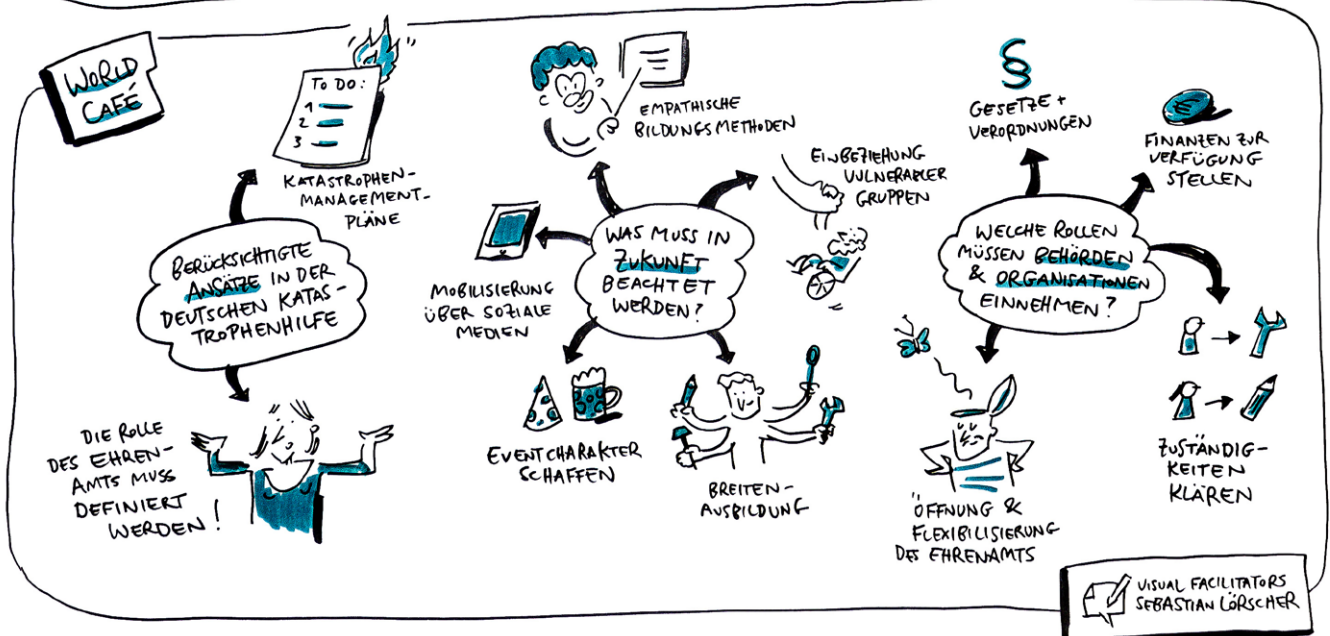 WORLD
CAFÉ
TO DO:
1
2
3
KATASTROPHEN-
MANAGEMENT-
PLÄNE
BERÜCKSICHTIGTE
ANSÄTZE IN DER
DEUTSCHEN KATAS-
TROPHENHILFE
DIE ROLLE
DES EHREN-
AMTS MUSS
DEFINIERT
WERDEN!
EMPATHISCHE
BILDUNGSMETHODEN
EINBEZIEHUNG
VULNERABLER
GRUPPEN
WAS MUSS IN
ZUKUNFT
BEACHTET
WERDEN?
MOBILISIERUNG
ÜBER SOZIALE
MEDIEN
EVENTCHARAKTER
SCHAFFEN
BREITEN-
AUSBILDUNG
§
GESETZE +
VERORDNUNGEN
€
FINANZEN ZUR
VERFÜGUNG
STELLEN
WELCHE ROLLEN
MÜSSEN BEHÖRDEN
& ORGANISATIONEN
EINNEHMEN?
ÖFFNUNG &
FLEXIBILISIERUNG
DES EHRENAMTS
ZUSTÄNDIG-
KEITEN
KLÄREN
VISUAL FACILITATORS
SEBASTIAN LÖRSCHER